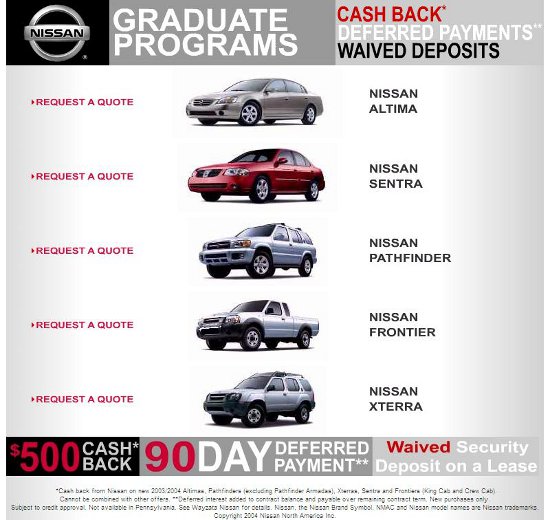 NISSAN
GRADUATE
PROGRAMS
CASH BACK*
DEFERRED PAYMENTS**
WAIVED DEPOSITS
REQUEST A QUOTE
NISSAN
ALTIMA
REQUEST A QUOTE
NISSAN
SENTRA
REQUEST A QUOTE
NISSAN
PATHFINDER
REQUEST A QUOTE
NISSAN
FRONTIER
REQUEST A QUOTE
NISSAN
XTERRA
$500 CASH* BACK
90 DAY DEFERRED PAYMENT**
Waived Security
Deposit on a Lease
*Cash back from Nissan on new 2003/2004 Altimas, Pathfinders (excluding Pathfinder Armadas), Xterras, Sentra and Frontiers (King Cab and Crew Cab).
Cannot be combined with other offers. **Deferred interest added to contract balance and payable over remaining contract term. New purchases only.
Subject to credit approval. Not available in Pennsylvania. See Wayzata Nissan for details. Nissan, the Nissan Brand Symbol, NMAC and Nissan model names are Nissan trademarks.
Copyright 2004 Nissan North America Inc.